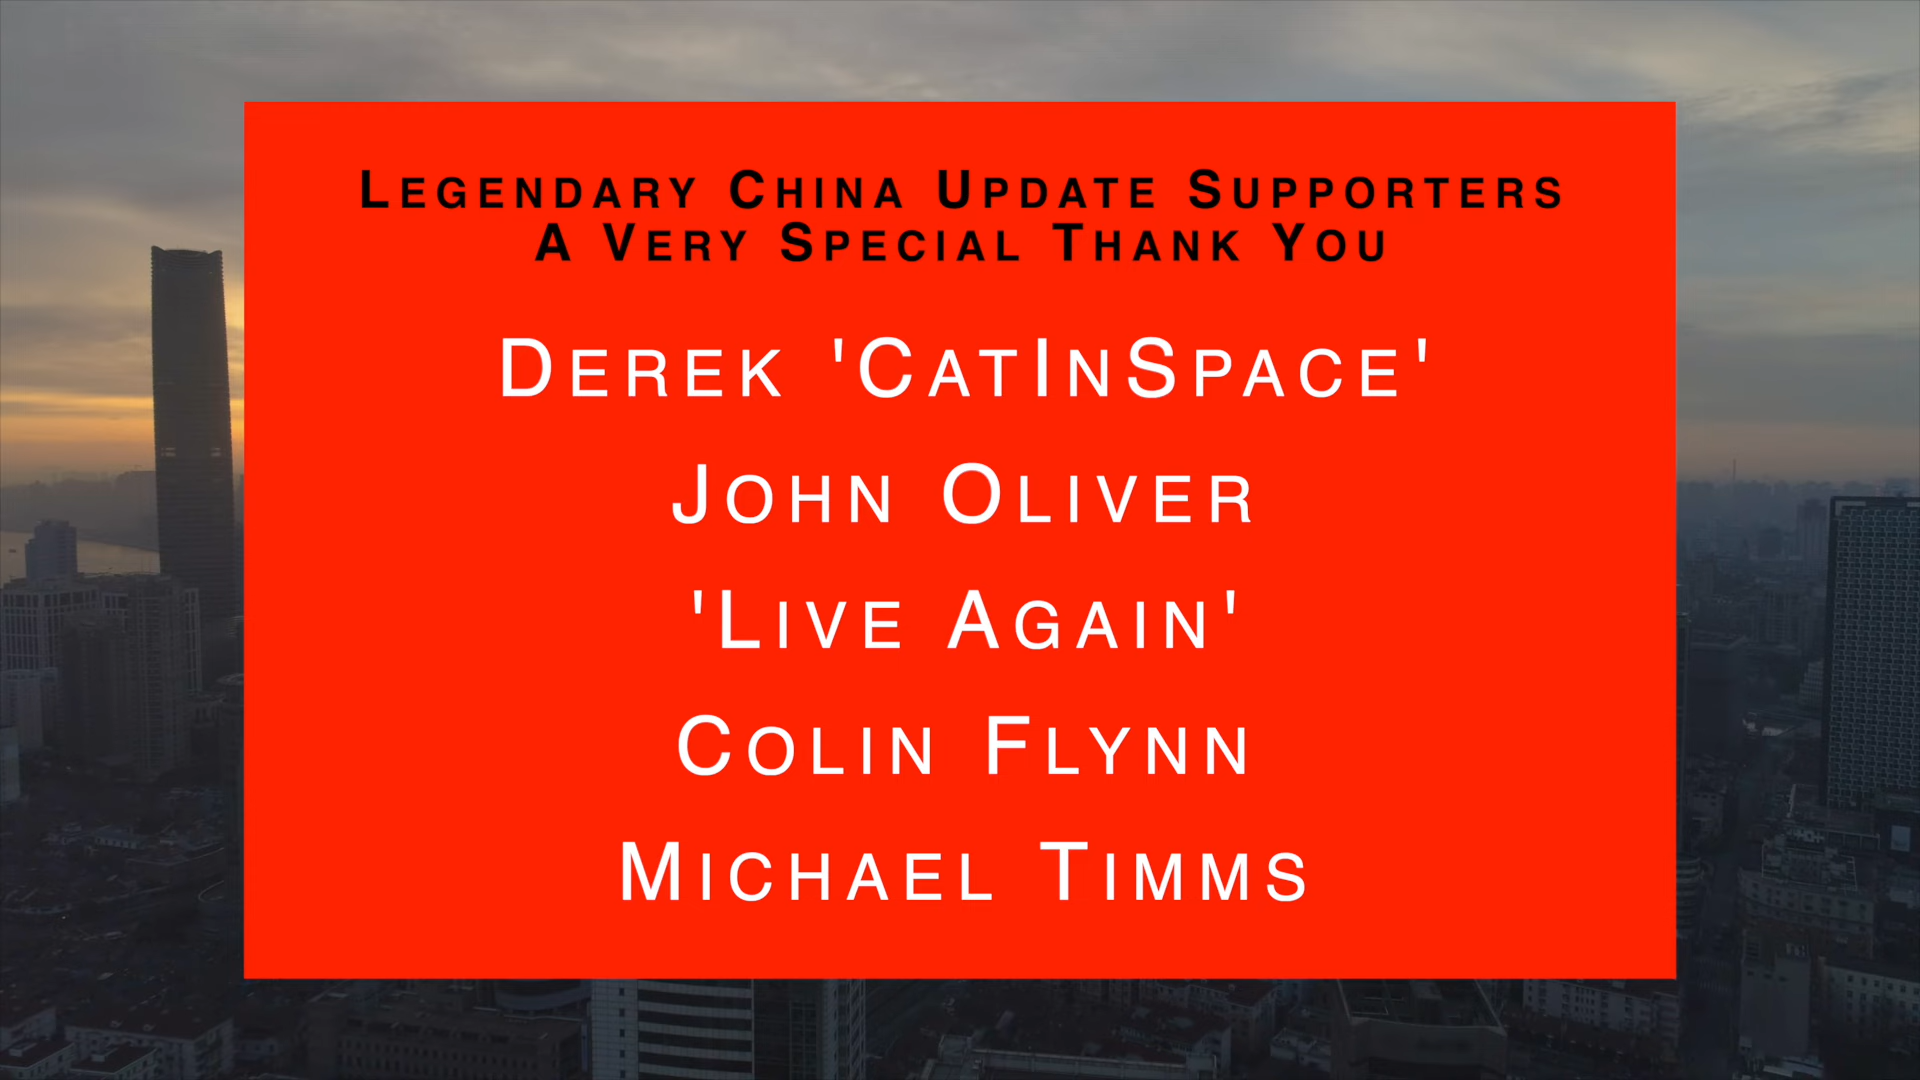 Legendary China Update Supporters
A Very Special Thank You
Derek 'CatInSpace'
John Oliver
'Live Again'
Colin Flynn
Michael Timms